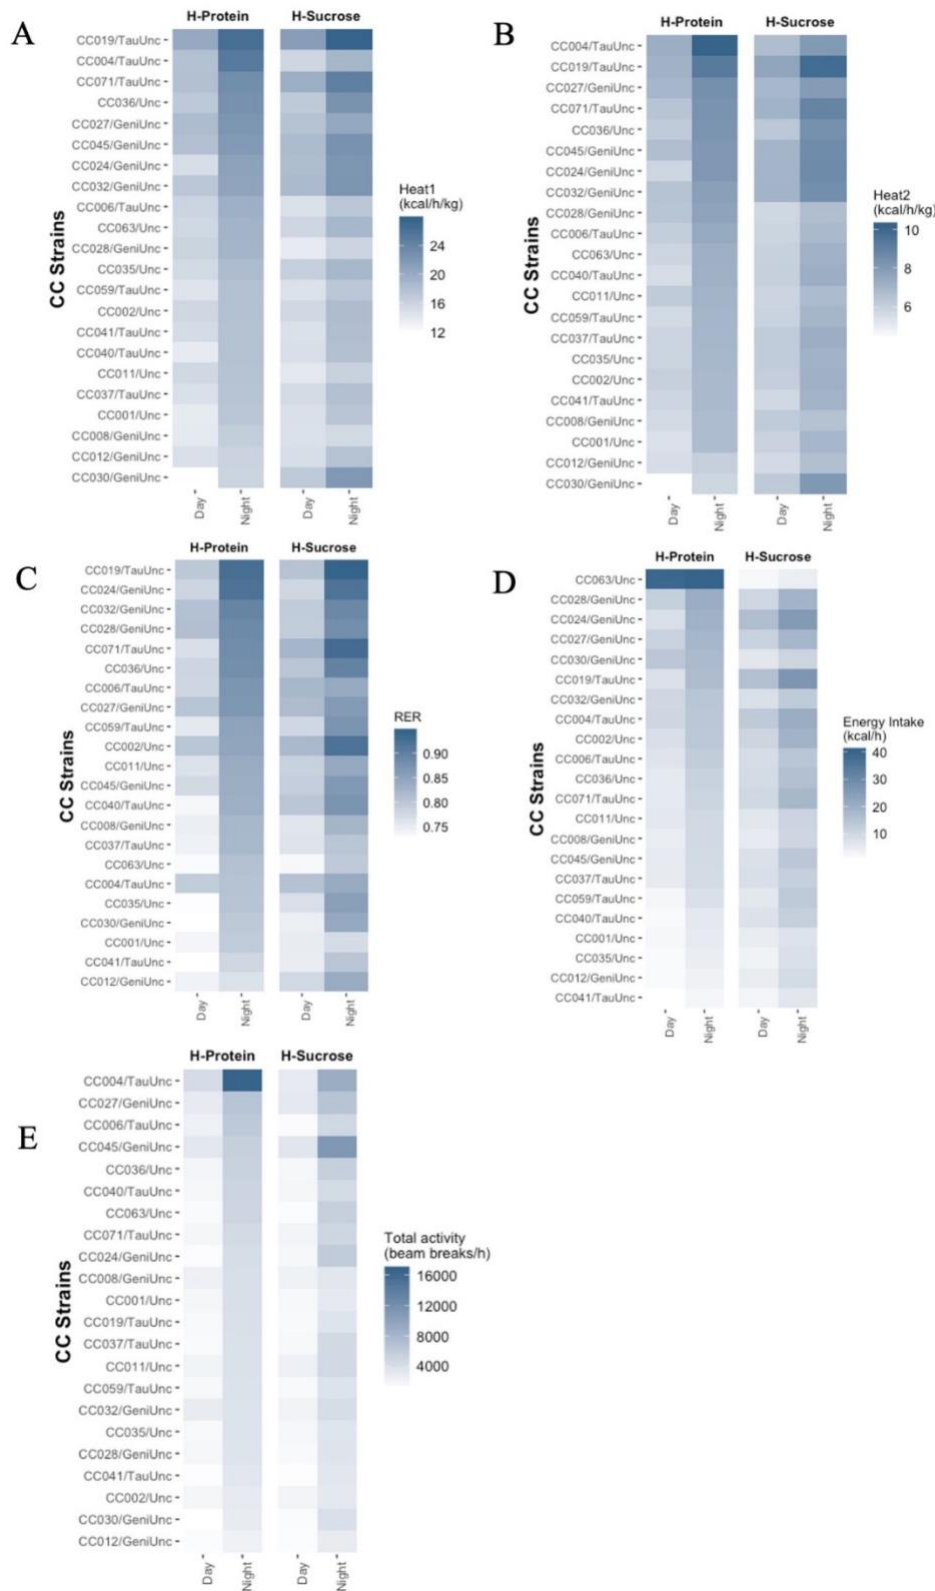 A
H-Protein H-Sucrose
CC019/TauUnc
CC004/TauUnc
CC071/TauUnc
CC036/Unc
CC027/GeniUnc
CC045/GeniUnc
CC024/GeniUnc
CC032/GeniUnc
CC006/TauUnc
CC063/Unc
CC028/GeniUnc
CC035/Unc
CC059/TauUnc
CC002/Unc
CC041/TauUnc
CC040/TauUnc
CC011/Unc
CC037/TauUnc
CC001/Unc
CC008/GeniUnc
CC012/GeniUnc
CC030/GeniUnc
CC Strains
Day Night Day Night
Heat1
(kcal/h/kg)
24
20
16
12
B
H-Protein H-Sucrose
CC004/TauUnc
CC019/TauUnc
CC027/GeniUnc
CC071/TauUnc
CC036/Unc
CC045/GeniUnc
CC024/GeniUnc
CC032/GeniUnc
CC028/GeniUnc
CC006/TauUnc
CC063/Unc
CC040/TauUnc
CC011/Unc
CC059/TauUnc
CC037/TauUnc
CC035/Unc
CC002/Unc
CC041/TauUnc
CC008/GeniUnc
CC001/Unc
CC012/GeniUnc
CC030/GeniUnc
CC Strains
Day Night Day Night
Heat2
(kcal/h/kg)
10
8
6
C
H-Protein H-Sucrose
CC019/TauUnc
CC024/GeniUnc
CC032/GeniUnc
CC028/GeniUnc
CC071/TauUnc
CC036/Unc
CC006/TauUnc
CC027/GeniUnc
CC059/TauUnc
CC002/Unc
CC011/Unc
CC045/GeniUnc
CC040/TauUnc
CC008/GeniUnc
CC037/TauUnc
CC063/Unc
CC004/TauUnc
CC035/Unc
CC030/GeniUnc
CC001/Unc
CC041/TauUnc
CC012/GeniUnc
CC Strains
Day Night Day Night
RER
0.90
0.85
0.80
0.75
D
H-Protein H-Sucrose
CC063/Unc
CC028/GeniUnc
CC024/GeniUnc
CC027/GeniUnc
CC030/GeniUnc
CC019/TauUnc
CC032/GeniUnc
CC004/TauUnc
CC002/Unc
CC006/TauUnc
CC036/Unc
CC071/TauUnc
CC011/Unc
CC008/GeniUnc
CC045/GeniUnc
CC037/TauUnc
CC059/TauUnc
CC040/TauUnc
CC001/Unc
CC035/Unc
CC012/GeniUnc
CC041/TauUnc
CC Strains
Day Night Day Night
Energy Intake
(kcal/h)
40
30
20
10
E
H-Protein H-Sucrose
CC004/TauUnc
CC027/GeniUnc
CC006/TauUnc
CC045/GeniUnc
CC036/Unc
CC040/TauUnc
CC063/Unc
CC071/TauUnc
CC024/GeniUnc
CC008/GeniUnc
CC001/Unc
CC019/TauUnc
CC037/TauUnc
CC011/Unc
CC059/TauUnc
CC032/GeniUnc
CC035/Unc
CC028/GeniUnc
CC041/TauUnc
CC002/Unc
CC030/GeniUnc
CC012/GeniUnc
CC Strains
Day Night Day Night
Total activity
(beam breaks/h)
16000
12000
8000
4000